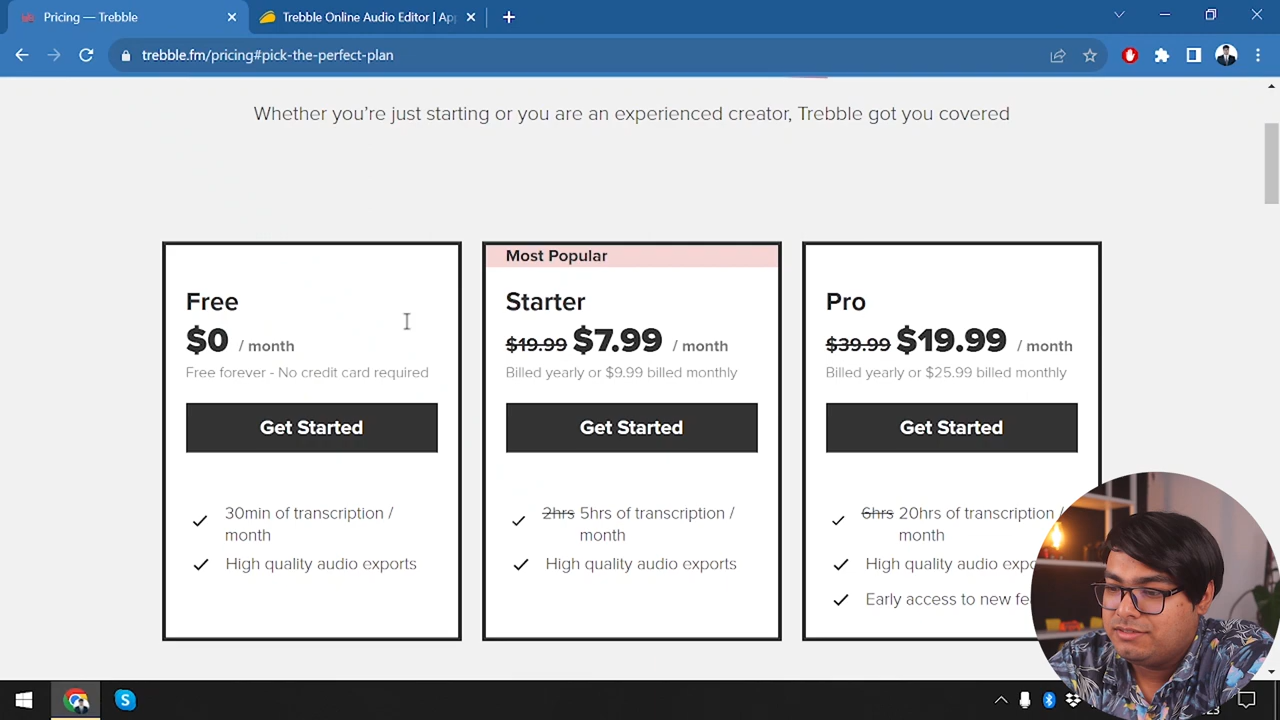 Pricing — Trebble
Trebble Online Audio Editor | Ap
trebble.fm/pricing#pick-the-perfect-plan
Whether you’re just starting or you are an experienced creator, Trebble got you covered
Free
$0 / month
Free forever - No credit card required
Get Started
30min of transcription /
month
High quality audio exports
Most Popular
Starter
$19.99 $7.99 / month
Billed yearly or $9.99 billed monthly
Get Started
2hrs 5hrs of transcription /
month
High quality audio exports
Pro
$39.99 $19.99 / month
Billed yearly or $25.99 billed monthly
Get Started
6hrs 20hrs of transcription /
month
High quality audio
Early access to new